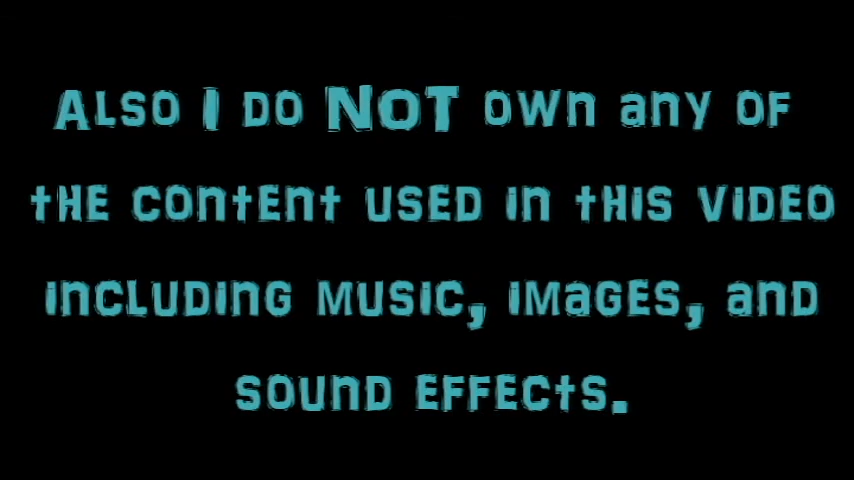 Also I do NOT own any of
the content used in this video
including music, images, and
sound effects.